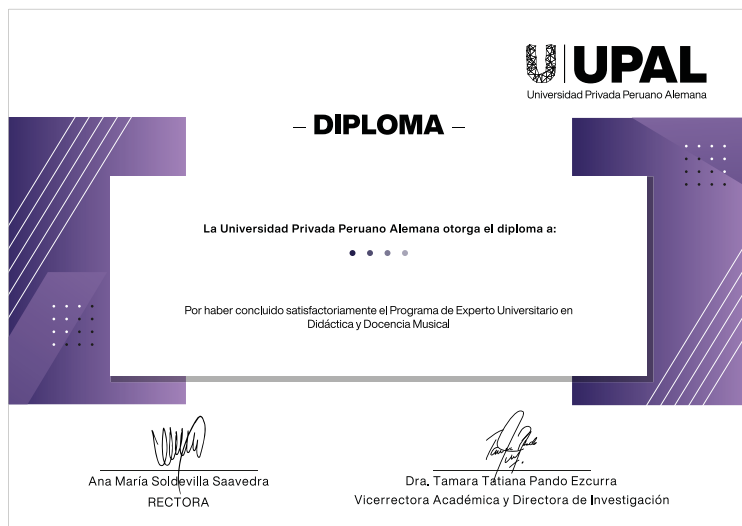 UPAL
Universidad Privada Peruano Alemana
DIPLOMA
La Universidad Privada Peruano Alemana otorga el diploma a:
Por haber concluido satisfactoriamente el Programa de Experto Universitario en
Didáctica y Docencia Musical
Ana María Soldevilla Saavedra
RECTORA
Dra. Tamara Tatiana Pando Ezcurra
Vicerrectora Académica y Directora de Investigación